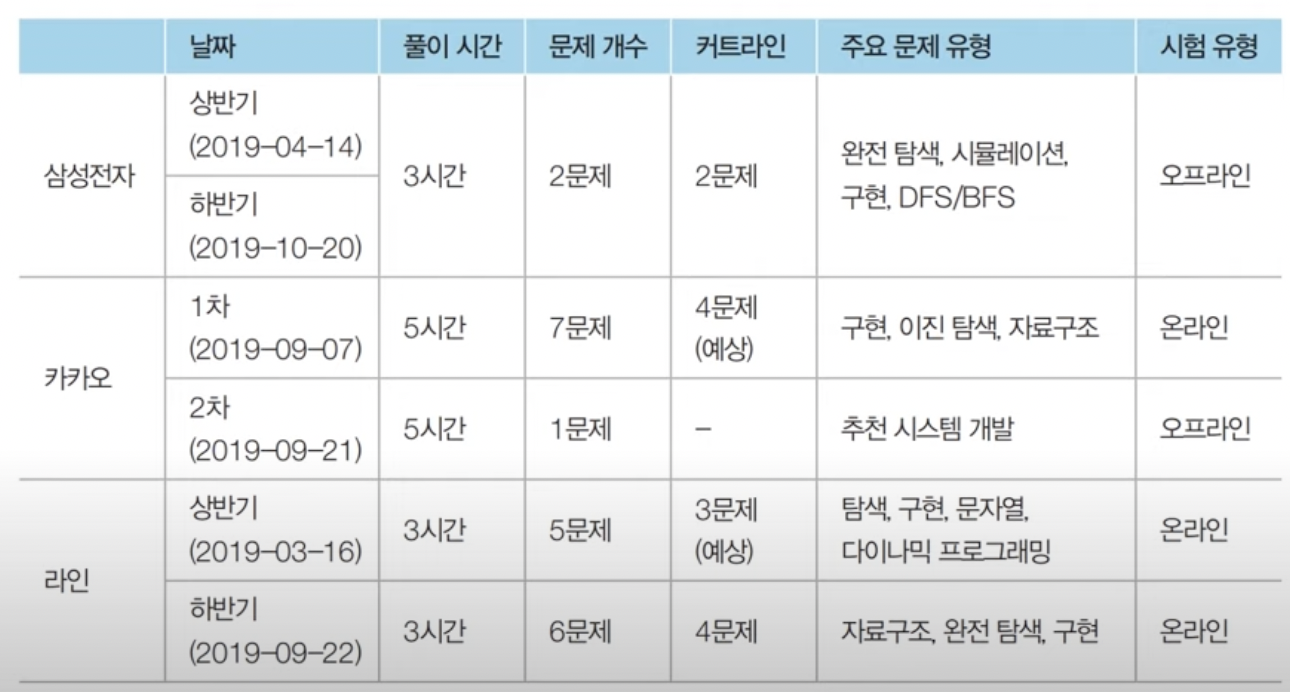 날짜 풀이 시간 문제 개수 커트라인 주요 문제 유형 시험 유형
삼성전자
상반기
(2019-04-14)
하반기
(2019-10-20)
3시간
2문제
2문제
완전 탐색, 시뮬레이션,
구현, DFS/BFS
오프라인
카카오
1차
(2019-09-07)
5시간
7문제
4문제
(예상)
구현, 이진 탐색, 자료구조
온라인
2차
(2019-09-21)
5시간
1문제
–
추천 시스템 개발
오프라인
라인
상반기
(2019-03-16)
3시간
5문제
3문제
(예상)
탐색, 구현, 문자열,
다이나믹 프로그래밍
온라인
하반기
(2019-09-22)
3시간
6문제
4문제
자료구조, 완전 탐색, 구현
온라인